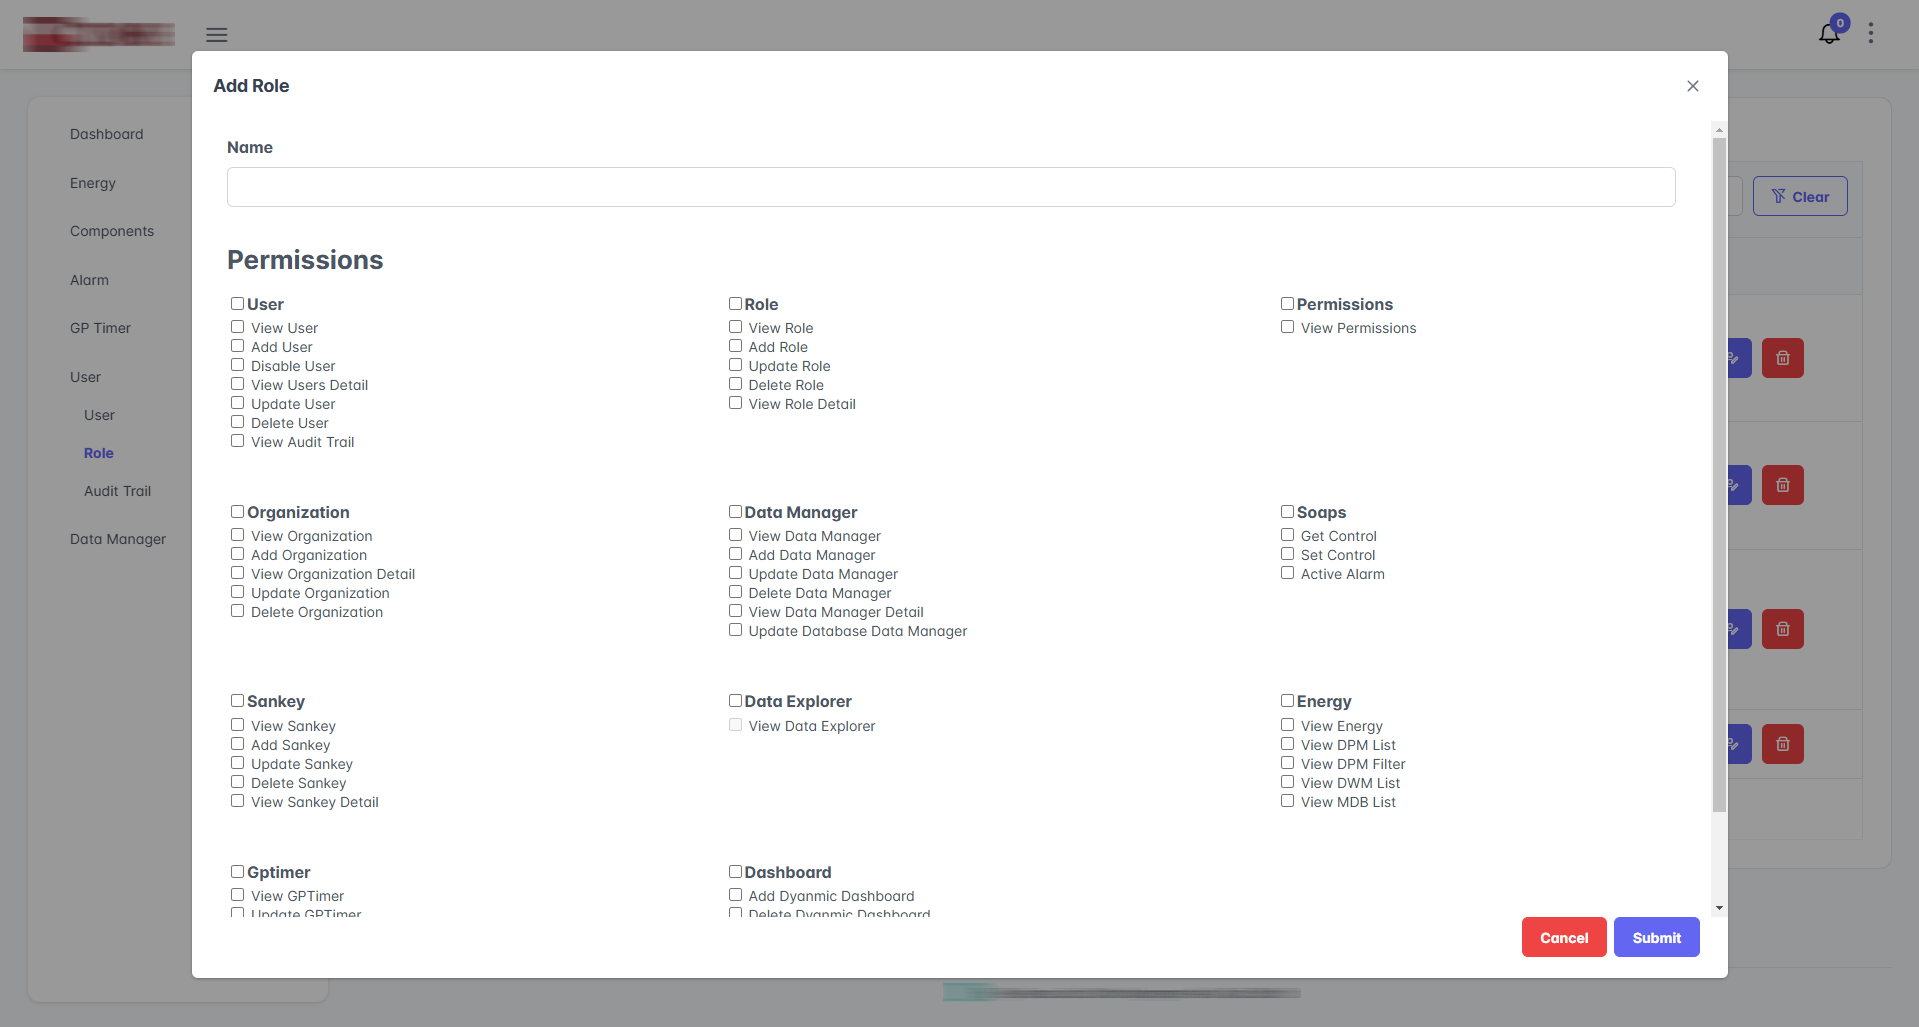 0
Add Role
Dashboard
Energy
Components
Alarm
GP Timer
User
User
Role
Audit Trail
Data Manager
Name
Clear
Permissions
User
View User
Add User
Disable User
View Users Detail
Update User
Delete User
View Audit Trail
Role
View Role
Add Role
Update Role
Delete Role
View Role Detail
Permissions
View Permissions
Organization
View Organization
Add Organization
View Organization Detail
Update Organization
Delete Organization
Data Manager
View Data Manager
Add Data Manager
Update Data Manager
Delete Data Manager
View Data Manager Detail
Update Database Data Manager
Soaps
Get Control
Set Control
Active Alarm
Sankey
View Sankey
Add Sankey
Update Sankey
Delete Sankey
View Sankey Detail
Data Explorer
View Data Explorer
Energy
View Energy
View DPM List
View DPM Filter
View DWM List
View MDB List
Gptimer
View GPTimer
Update GPTimer
Dashboard
Add Dyanmic Dashboard
Delete Dyanmic Dashboard
Cancel
Submit